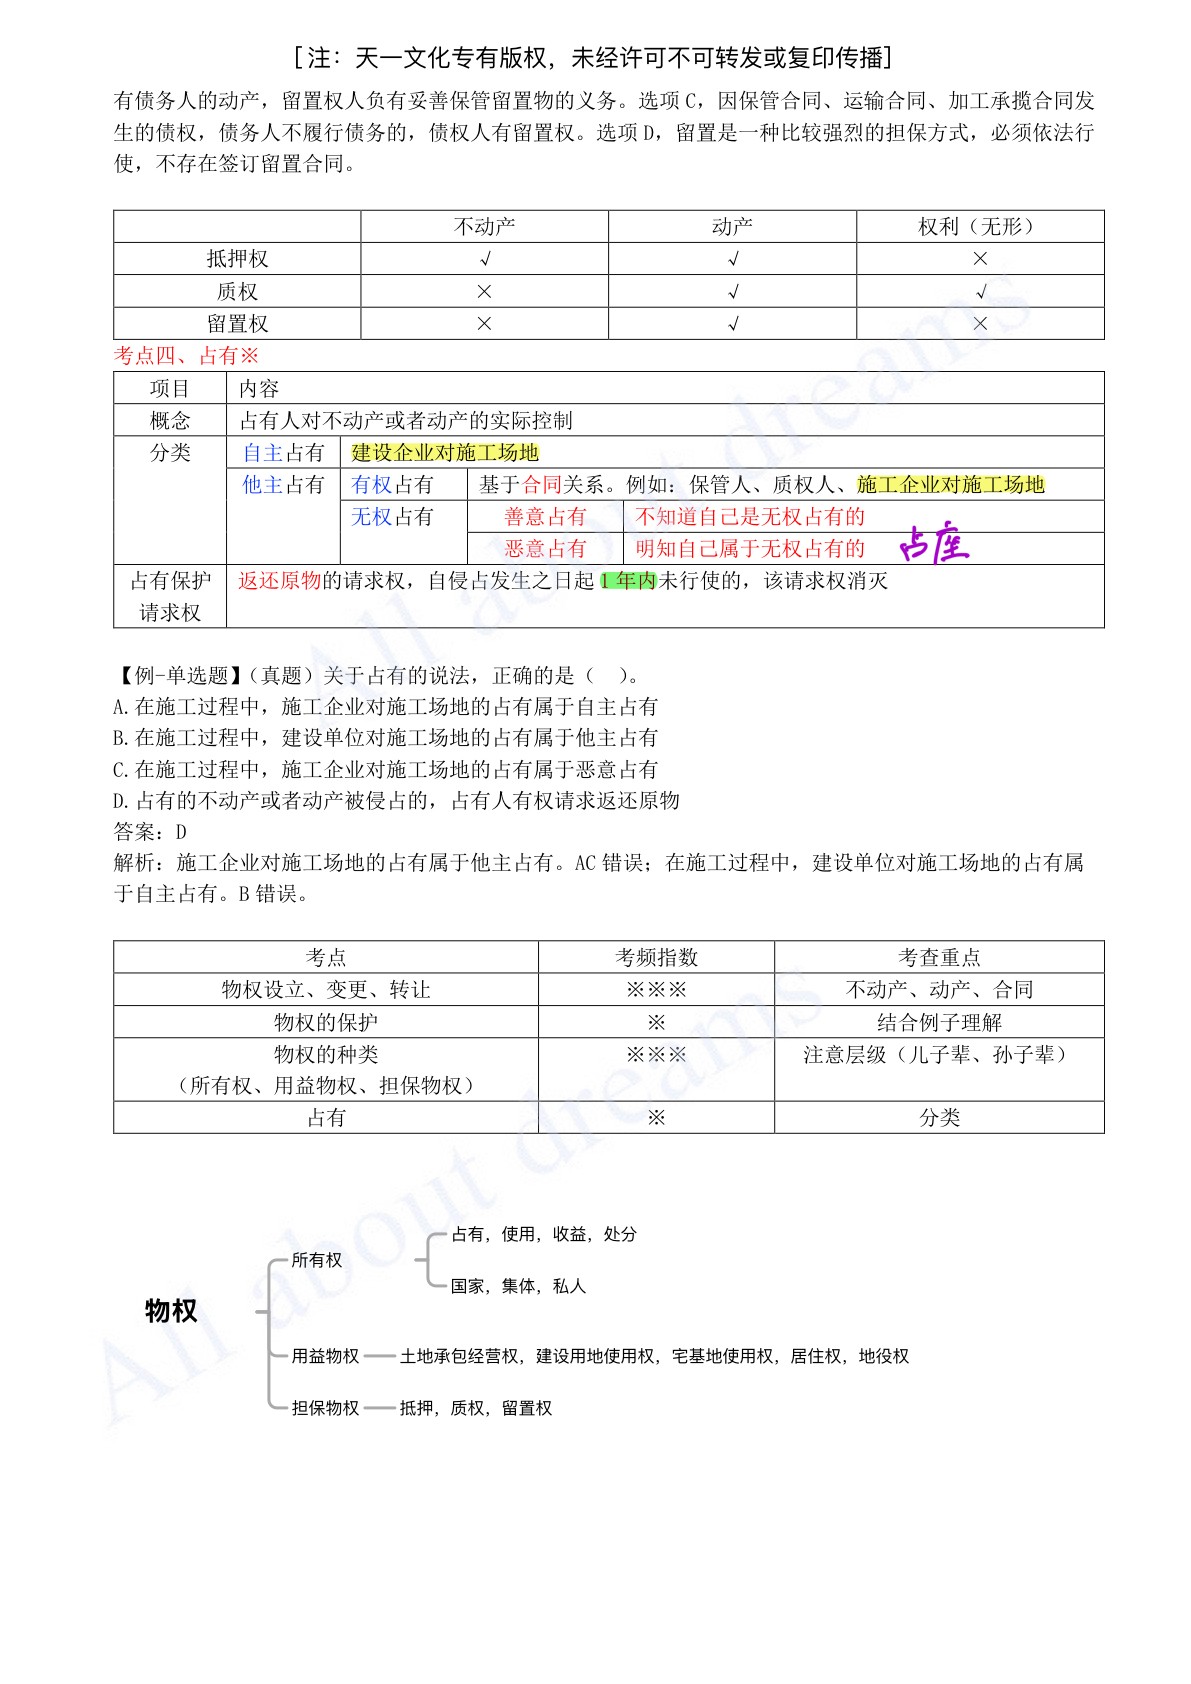 [注：天一文化专有版权，未经许可不可转发或复印传播]
有债务人的动产，留置权人负有妥善保管留置物的义务。选项 C，因保管合同、运输合同、加工承揽合同发
生的债权，债务人不履行债务的，债权人有留置权。选项 D，留置是一种比较强烈的担保方式，必须依法行
使，不存在签订留置合同。
不动产 动产 权利（无形）
抵押权 √ √ ×
质权 × √ √
留置权 × √ ×
考点四、占有※
项目 内容
概念 占有人对不动产或者动产的实际控制
分类 自主占有 建设企业对施工场地
他主占有 有权占有 基于合同关系。例如：保管人、质权人、施工企业对施工场地
无权占有 善意占有 不知道自己是无权占有的
恶意占有 明知自己属于无权占有的 占座
占有保护 返还原物的请求权，自侵占发生之日起 1 年内未行使的，该请求权消灭
请求权
【例-单选题】（真题）关于占有的说法，正确的是（ ）。
A.在施工过程中，施工企业对施工场地的占有属于自主占有
B.在施工过程中，建设单位对施工场地的占有属于他主占有
C.在施工过程中，施工企业对施工场地的占有属于恶意占有
D.占有的不动产或者动产被侵占的，占有人有权请求返还原物
答案：D
解析：施工企业对施工场地的占有属于他主占有。AC 错误；在施工过程中，建设单位对施工场地的占有属
于自主占有。B 错误。
考点 考频指数 考查重点
物权设立、变更、转让 ※※※ 不动产、动产、合同
物权的保护 ※ 结合例子理解
物权的种类 ※※※ 注意层级（儿子辈、孙子辈）
（所有权、用益物权、担保物权）
占有 ※ 分类
占有，使用，收益，处分
所有权
国家，集体，私人
物权
用益物权 土地承包经营权，建设用地使用权，宅基地使用权，居住权，地役权
担保物权 抵押，质权，留置权
All about dreams
All about dreams